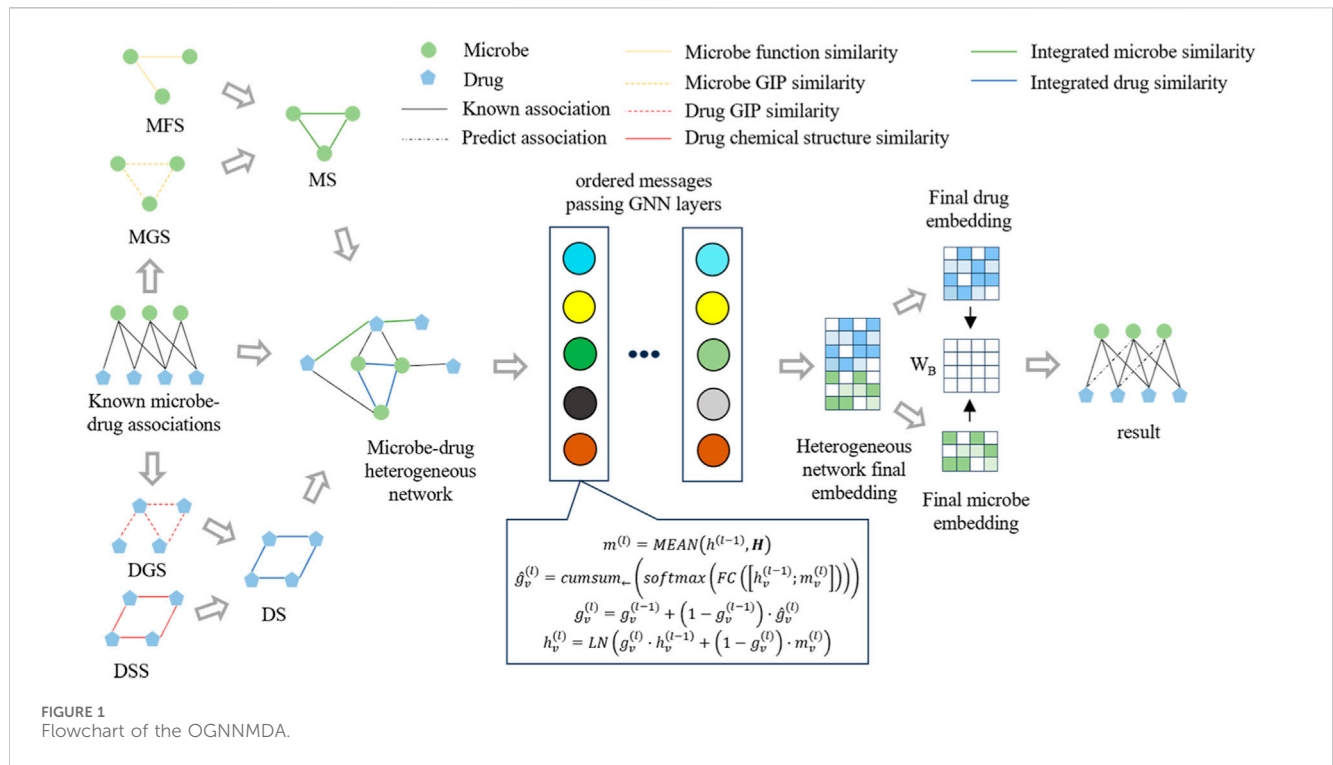 Microbe
Drug
Known association
Predict association
Microbe function similarity
Microbe GIP similarity
Drug GIP similarity
Drug chemical structure similarity
Integrated microbe similarity
Integrated drug similarity
MFS
MGS
MS
Known microbe-
drug associations
DGS
DSS
DS
Microbe-drug
heterogeneous
network
ordered messages
passing GNN layers
m^{(l)} = MEAN(h^{(l-1)}, H)
ĝ_v^{(l)} = cumsum_←(softmax(FC([h_v^{(l-1)}; m_v^{(l)}])))
g_v^{(l)} = g_v^{(l-1)} + (1 - g_v^{(l-1)}) · ĝ_v^{(l)}
h_v^{(l)} = LN(g_v^{(l)} · h_v^{(l-1)} + (1 - g_v^{(l)}) · m_v^{(l)})
Heterogeneous
network final
embedding
Final drug
embedding
W_B
Final microbe
embedding
result
FIGURE 1
Flowchart of the OGNNMDA.